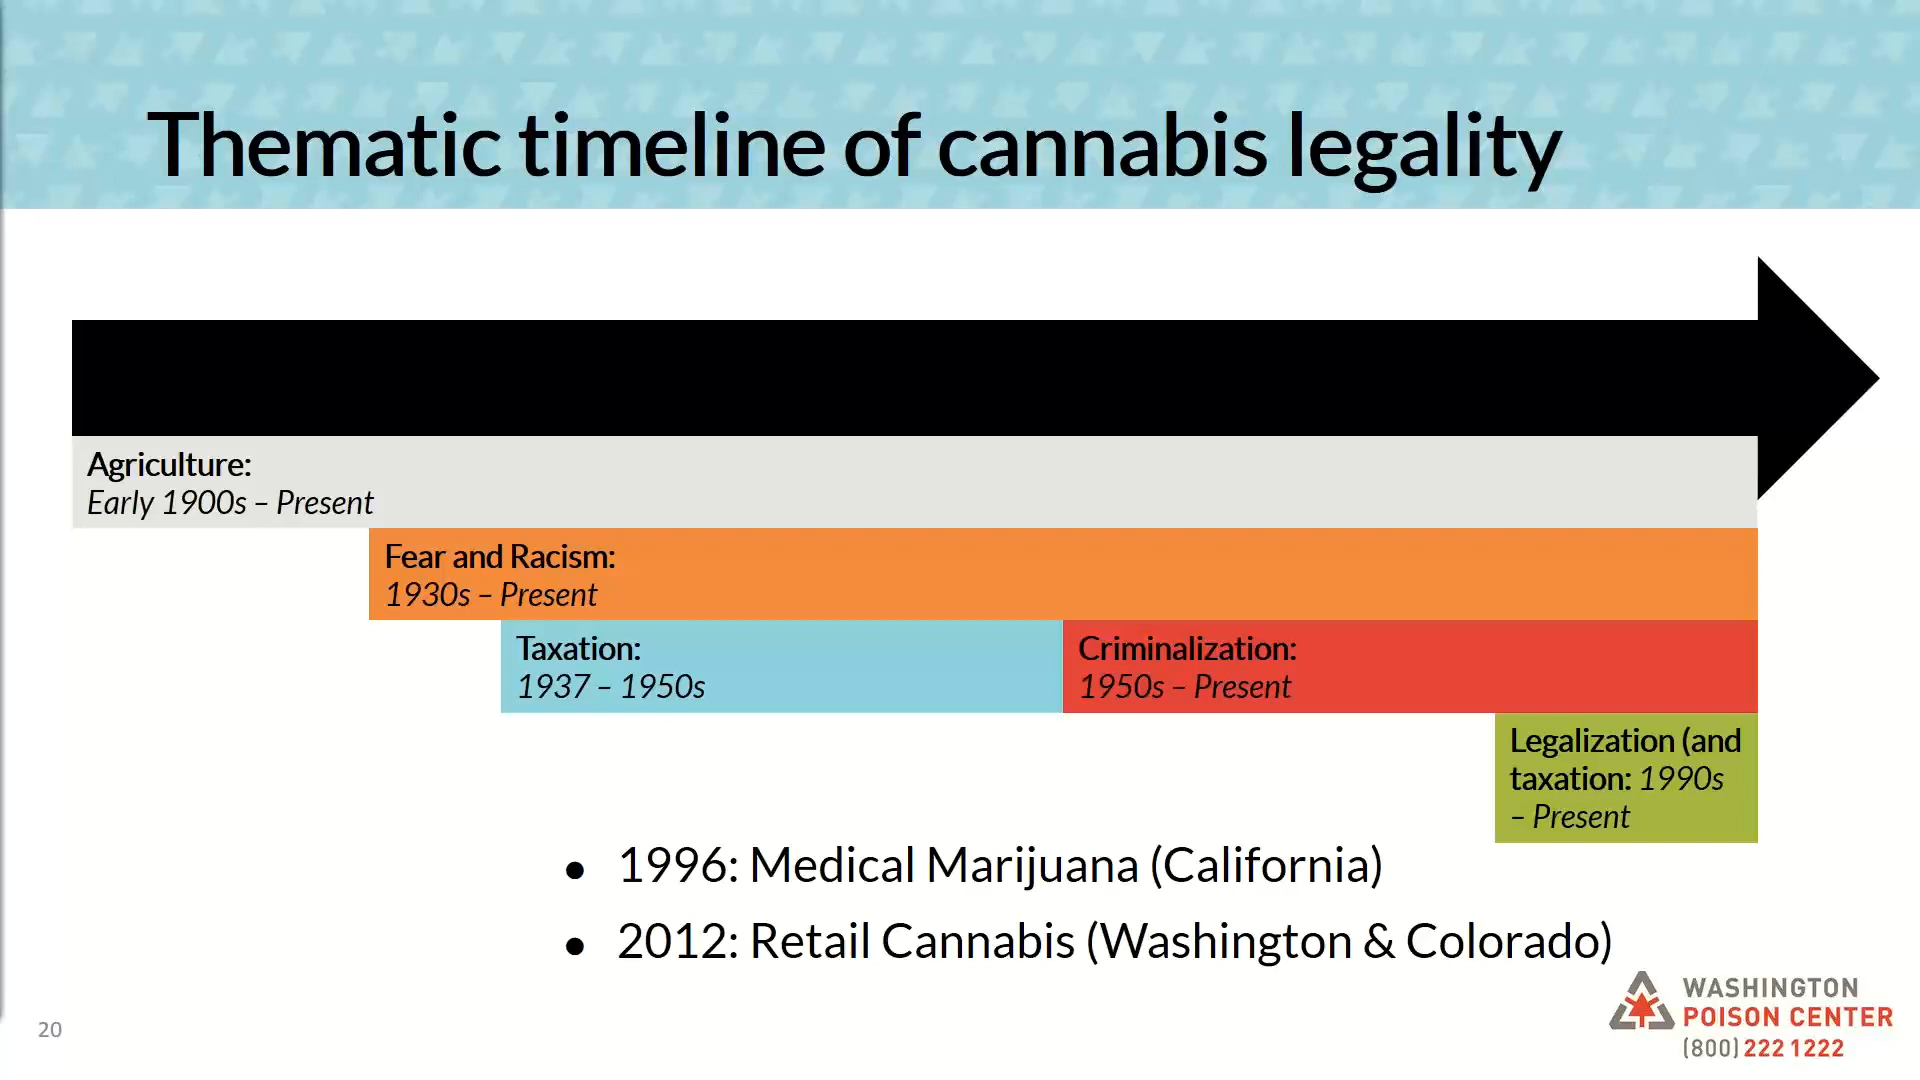 Thematic timeline of cannabis legality
Agriculture:
Early 1900s – Present
Fear and Racism:
1930s – Present
Taxation:
1937 – 1950s
Criminalization:
1950s – Present
Legalization (and
taxation: 1990s
– Present
• 1996: Medical Marijuana (California)
• 2012: Retail Cannabis (Washington & Colorado)
WASHINGTON
POISON CENTER
(800) 222 1222
20